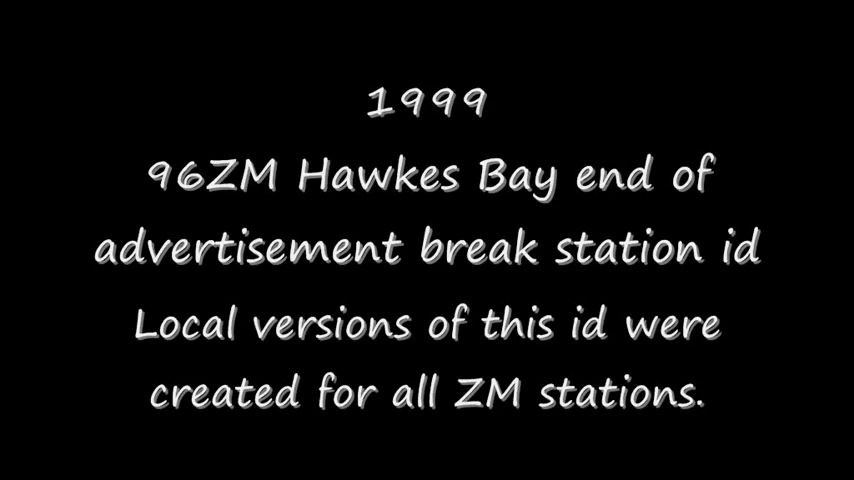 1999
96ZM Hawkes Bay end of
advertisement break station id
Local versions of this id were
created for all ZM stations.